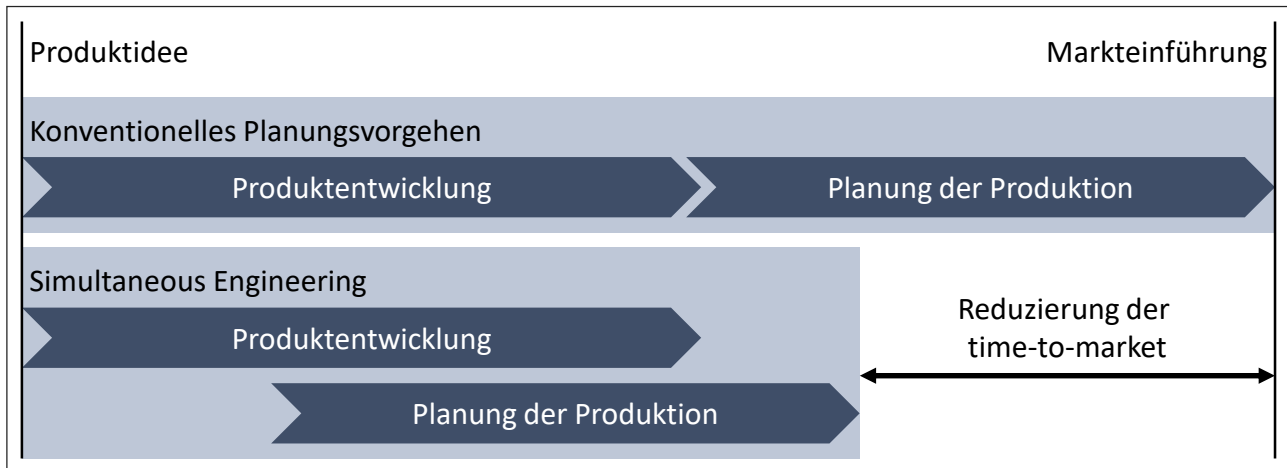 Produktidee
Markteinführung
Konventionelles Planungsvorgehen
Produktentwicklung
Planung der Produktion
Simultaneous Engineering
Produktentwicklung
Planung der Produktion
Reduzierung der
time-to-market